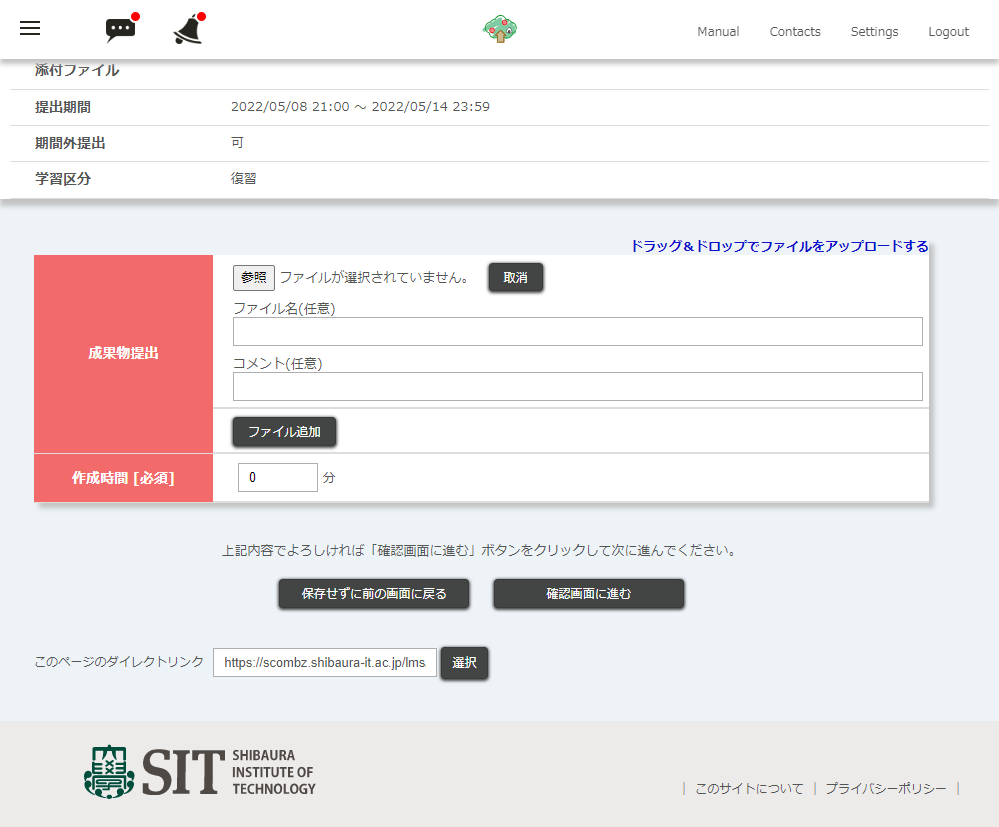 Manual Contacts Settings Logout
添付ファイル
提出期間 2022/05/08 21:00 ～ 2022/05/14 23:59
期間外提出 可
学習区分 復習
ドラッグ＆ドロップでファイルをアップロードする
成果物提出
参照 ファイルが選択されていません。 取消
ファイル名(任意)
コメント(任意)
ファイル追加
作成時間 [必須] 0 分
上記内容でよろしければ「確認画面に進む」ボタンをクリックして次に進んでください。
保存せずに前の画面に戻る 確認画面に進む
このページのダイレクトリンク https://scombz.shibaura-it.ac.jp/lms 選択
SIT SHIBAURA
INSTITUTE OF
TECHNOLOGY
このサイトについて プライバシーポリシー